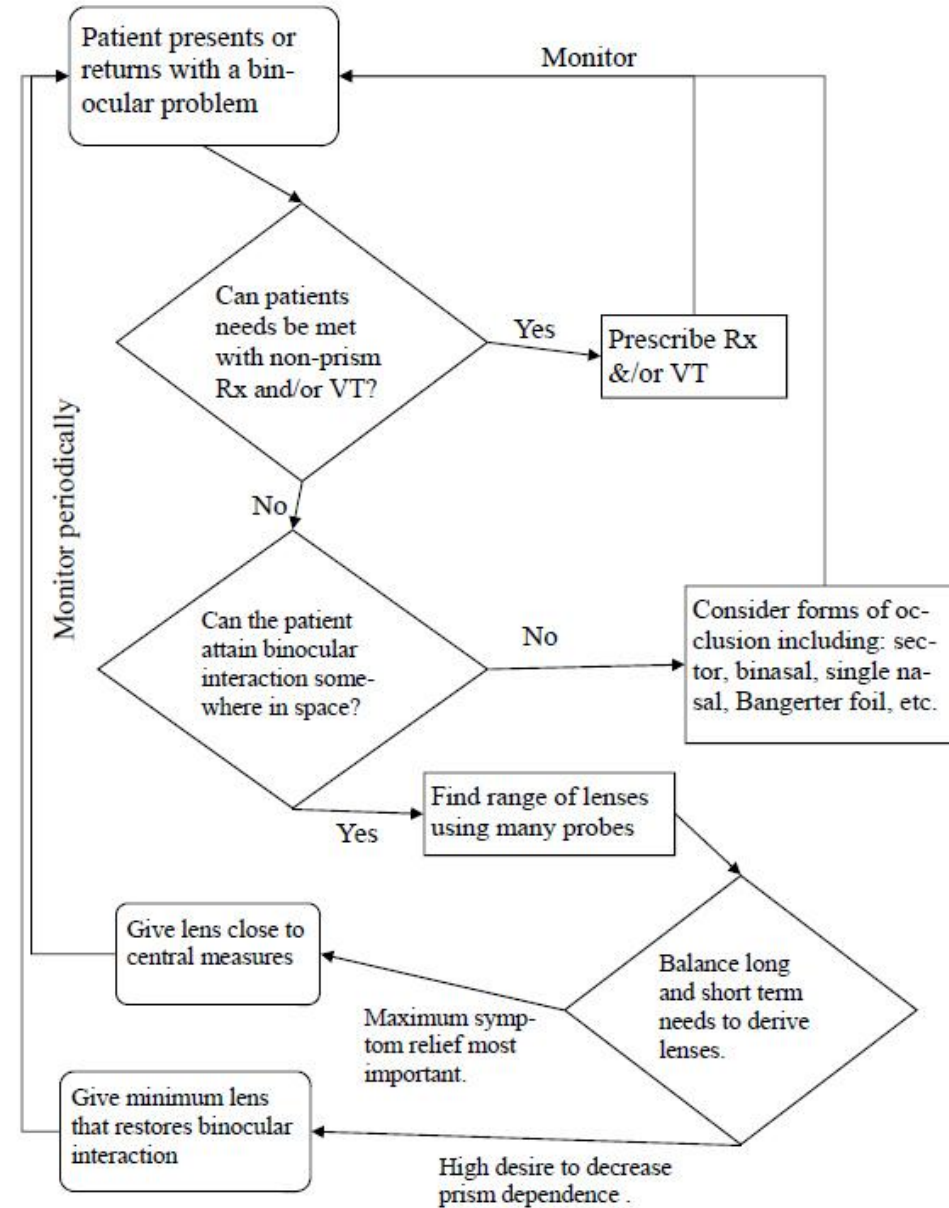 Patient presents or
returns with a bin-
ocular problem
Monitor
Can patients
needs be met
with non-prism
Rx and/or VT?
Yes
Prescribe Rx
&/or VT
No
Monitor periodically
Can the patient
attain binocular
interaction some-
where in space?
No
Consider forms of oc-
clusion including: sec-
tor, binasal, single na-
sal, Bangerter foil, etc.
Yes
Find range of lenses
using many probes
Balance long
and short term
needs to derive
lenses.
Give lens close to
central measures
Maximum symp-
tom relief most
important.
Give minimum lens
that restores binocular
interaction
High desire to decrease
prism dependence .